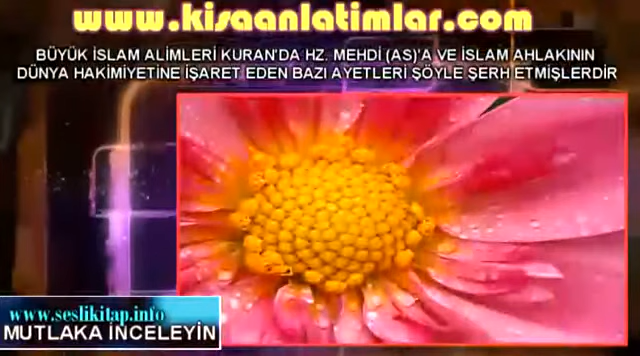 www.kisaanlatimlar.com
BÜYÜK İSLAM ALİMLERİ KURAN'DA HZ. MEHDİ (AS)'A VE İSLAM AHLAKININ
DÜNYA HAKİMİYETİNE İŞARET EDEN BAZI AYETLERİ ŞÖYLE ŞERH ETMİŞLERDİR
www.seslikitap.info
MUTLAKA İNCELEYİN